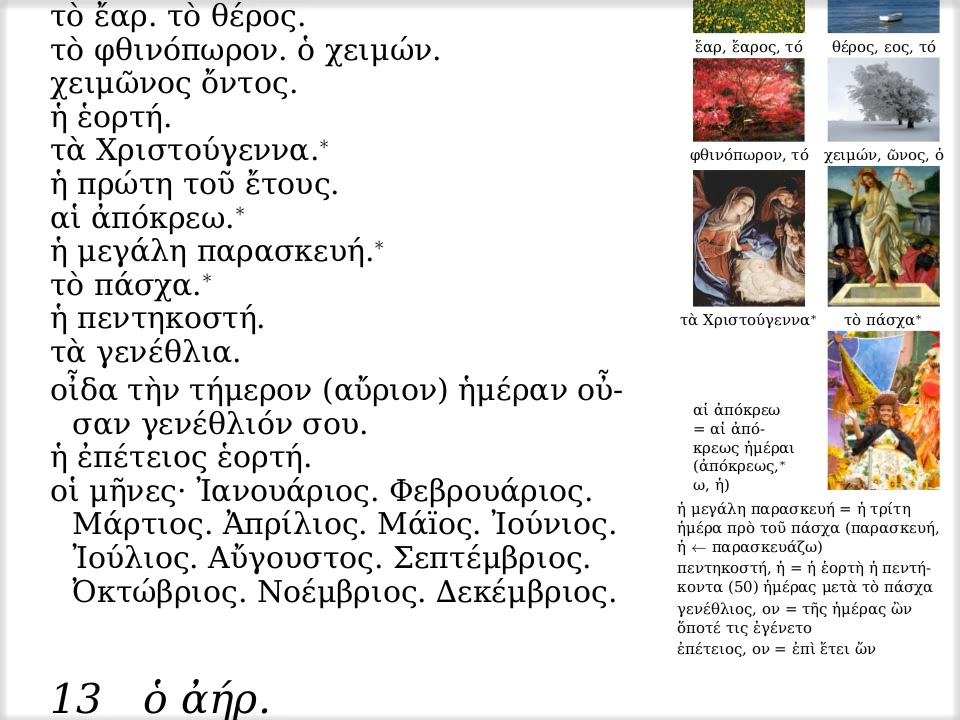 τὸ ἔαρ. τὸ θέρος.
τὸ φθινόπωρον. ὁ χειμών.
χειμῶνος ὄντος.
ἡ ἑορτή.
τὰ Χριστούγεννα.*
ἡ πρώτη τοῦ ἔτους.
αἱ ἀπόκρεω.*
ἡ μεγάλη παρασκευή.*
τὸ πάσχα.*
ἡ πεντηκοστή.
τὰ γενέθλια.
οἶδα τὴν τήμερον (αὔριον) ἡμέραν οὖ-
σαν γενέθλιόν σου.
ἡ ἐπέτειος ἑορτή.
οἱ μῆνες· Ἰανουάριος. Φεβρουάριος.
Μάρτιος. Ἀπρίλιος. Μάϊος. Ἰούνιος.
Ἰούλιος. Αὔγουστος. Σεπτέμβριος.
Ὀκτώβριος. Νοέμβριος. Δεκέμβριος.
13 ὁ ἀήρ.
ἔαρ, ἔαρος, τό
θέρος, εος, τό
φθινόπωρον, τό
χειμών, ῶνος, ὁ
τὰ Χριστούγεννα*
τὸ πάσχα*
αἱ ἀπόκρεω
= αἱ ἀπό-
κρεως ἡμέραι
(ἀπόκρεως,*
ω, ἡ)
ἡ μεγάλη παρασκευή = ἡ τρίτη
ἡμέρα πρὸ τοῦ πάσχα (παρασκευή,
ἡ ← παρασκευάζω)
πεντηκοστή, ἡ = ἡ ἑορτὴ ἡ πεντή-
κοντα (50) ἡμέρας μετὰ τὸ πάσχα
γενέθλιος, ον = τῆς ἡμέρας ὢν
ὅποτέ τις ἐγένετο
ἐπέτειος, ον = ἐπὶ ἔτει ὤν